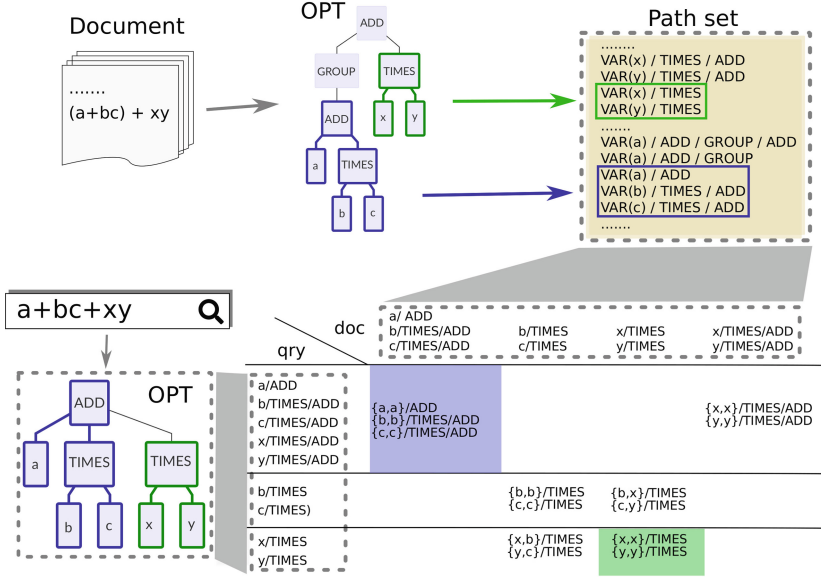 Document
.......
(a+bc) + xy
OPT
ADD
GROUP
TIMES
ADD
x
y
a
TIMES
b
c
Path set
........
VAR(x) / TIMES / ADD
VAR(y) / TIMES / ADD
VAR(x) / TIMES
VAR(y) / TIMES
.......
VAR(a) / ADD / GROUP / ADD
VAR(a) / ADD / GROUP
VAR(a) / ADD
VAR(b) / TIMES / ADD
VAR(c) / TIMES / ADD
.......
a+bc+xy
OPT
ADD
a
TIMES
TIMES
b
c
x
y
doc
qry
a/ ADD
b/TIMES/ADD b/TIMES x/TIMES x/TIMES/ADD
c/TIMES/ADD c/TIMES y/TIMES y/TIMES/ADD
a/ADD
b/TIMES/ADD
c/TIMES/ADD
x/TIMES/ADD
y/TIMES/ADD
{a,a}/ADD
{b,b}/TIMES/ADD
{c,c}/TIMES/ADD
{x,x}/TIMES/ADD
{y,y}/TIMES/ADD
b/TIMES
c/TIMES)
{b,b}/TIMES {b,x}/TIMES
{c,c}/TIMES {c,y}/TIMES
x/TIMES
y/TIMES
{x,b}/TIMES {x,x}/TIMES
{y,c}/TIMES {y,y}/TIMES